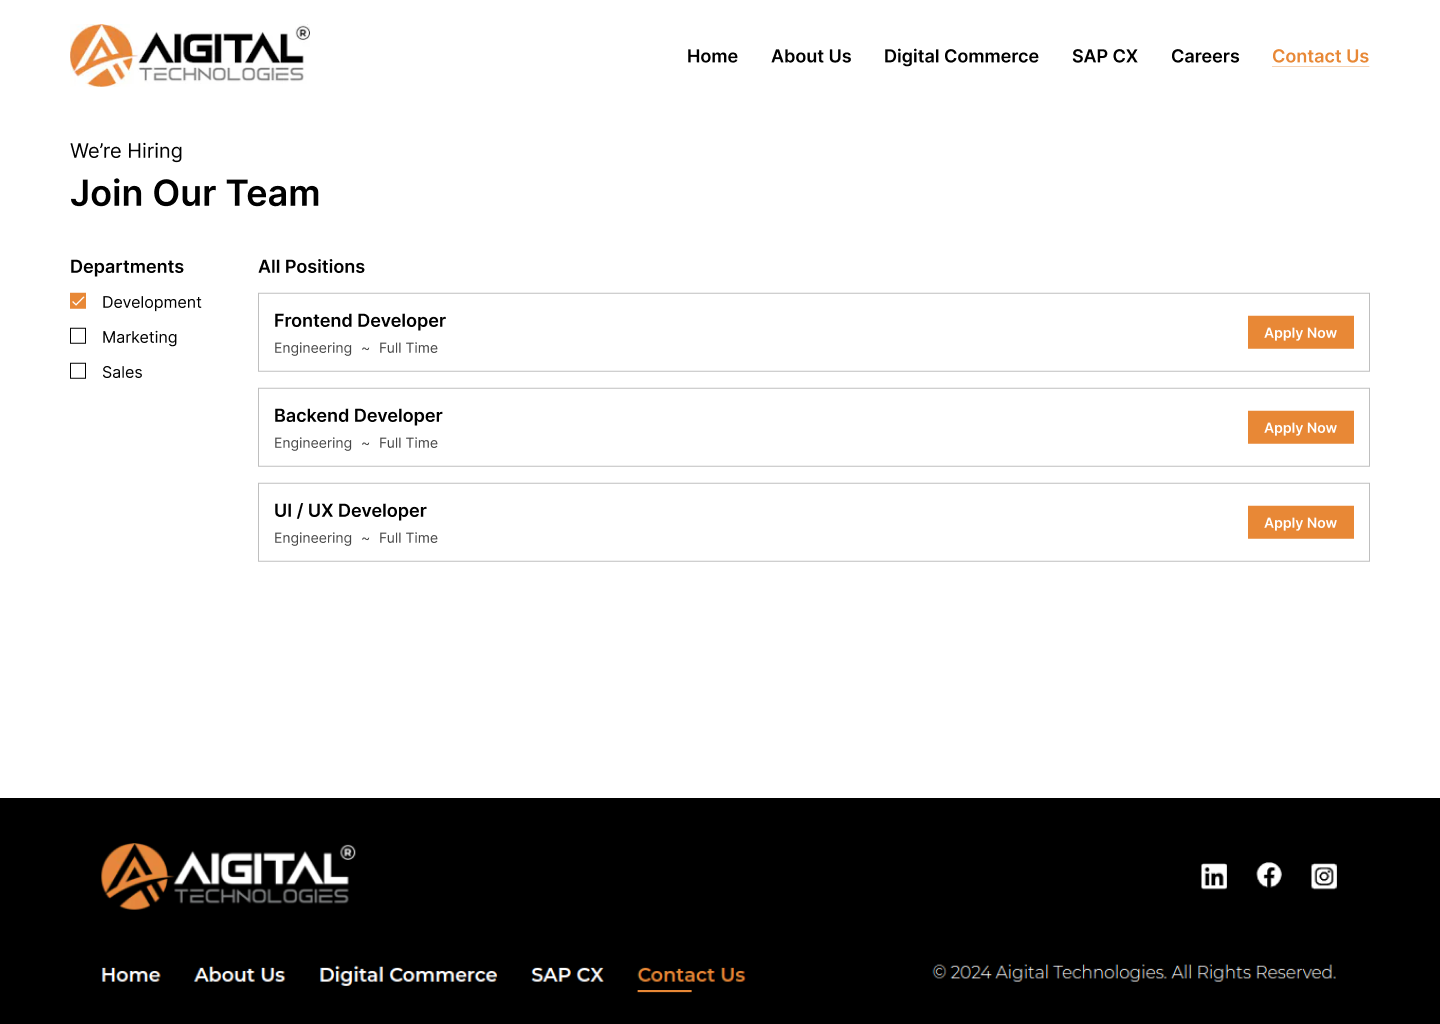 AIGITAL®
TECHNOLOGIES
Home About Us Digital Commerce SAP CX Careers Contact Us
We’re Hiring
Join Our Team
Departments
Development
Marketing
Sales
All Positions
Frontend Developer
Engineering ~ Full Time
Apply Now
Backend Developer
Engineering ~ Full Time
Apply Now
UI / UX Developer
Engineering ~ Full Time
Apply Now
AIGITAL®
TECHNOLOGIES
in
Home About Us Digital Commerce SAP CX Contact Us
© 2024 Aigital Technologies. All Rights Reserved.